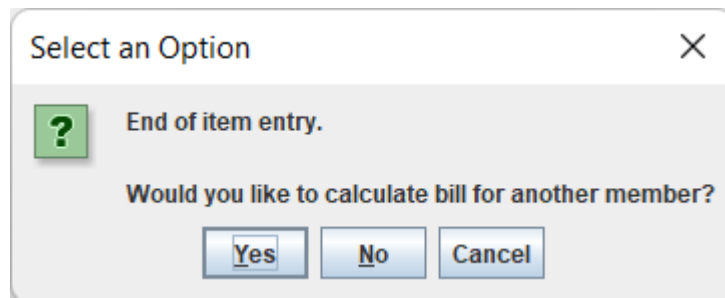 Select an Option
?
End of item entry.
Would you like to calculate bill for another member?
Yes No Cancel